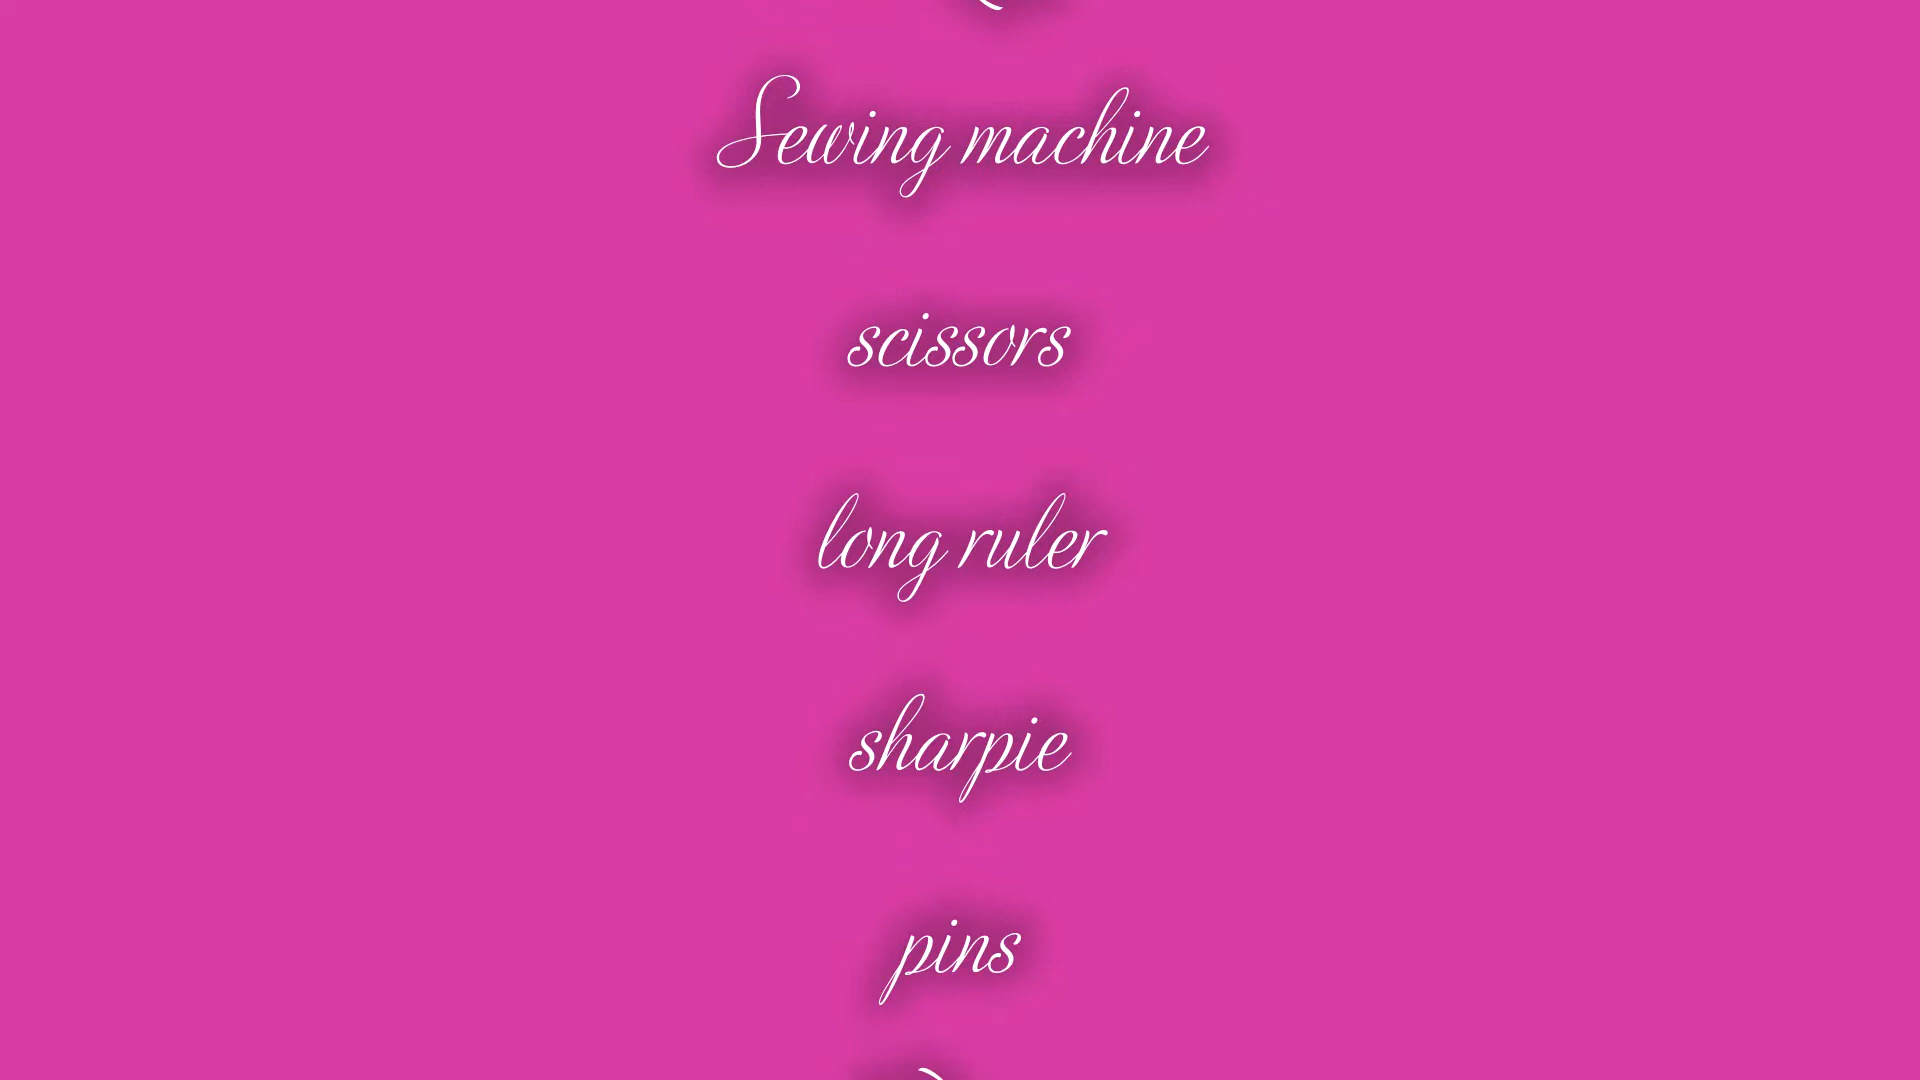 Sewing machine
scissors
long ruler
sharpie
pins